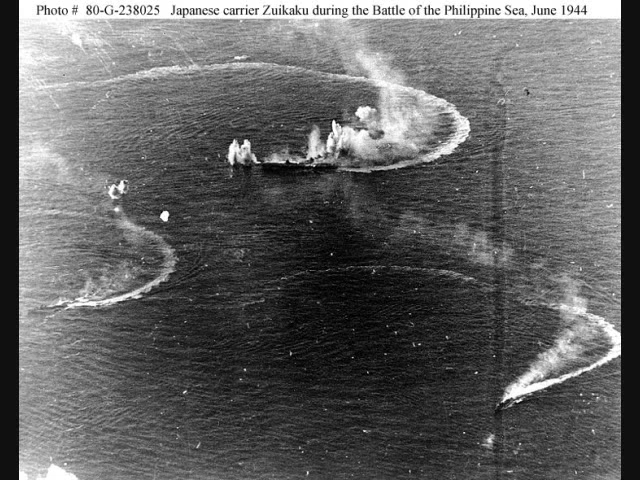 Photo # 80-G-238025 Japanese carrier Zuikaku during the Battle of the Philippine Sea, June 1944